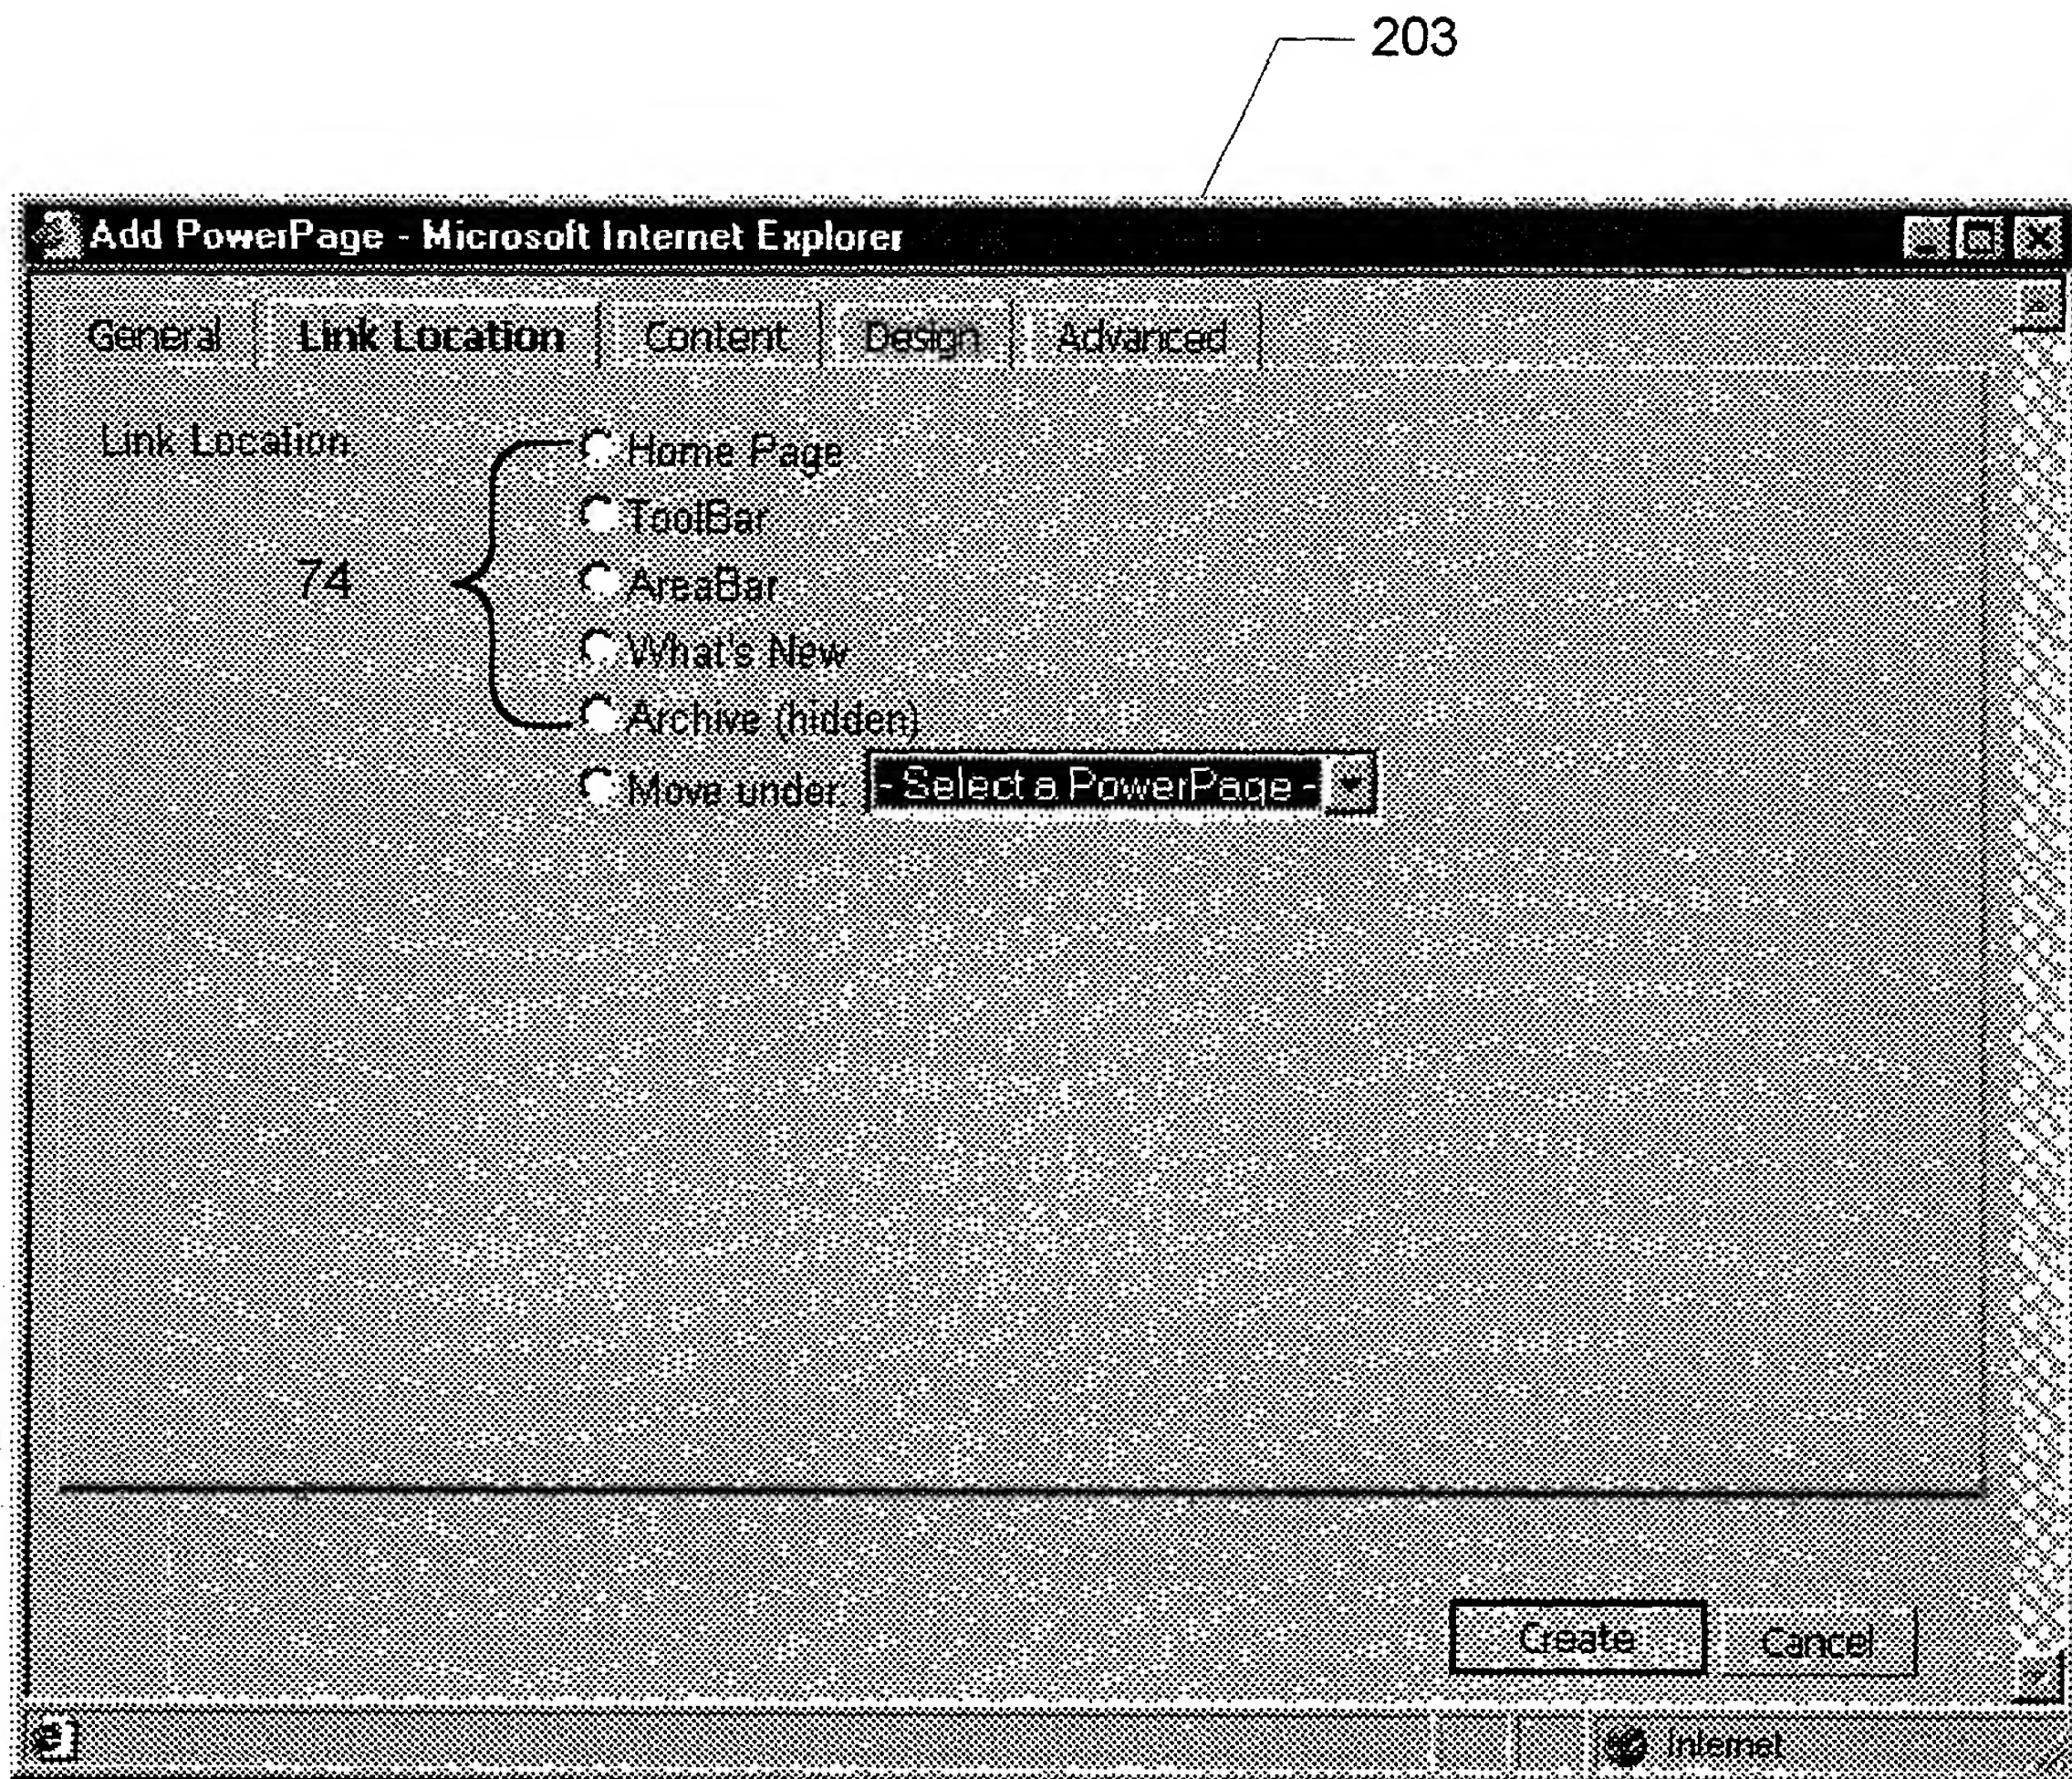 203
Add PowerPage - Microsoft Internet Explorer
General Link Location Content Design Advanced
Link Location:
Home Page
ToolBar
74
AreaBar
What's New
Archive (hidden)
Move under: - Select a PowerPage -
Create Cancel
Internet